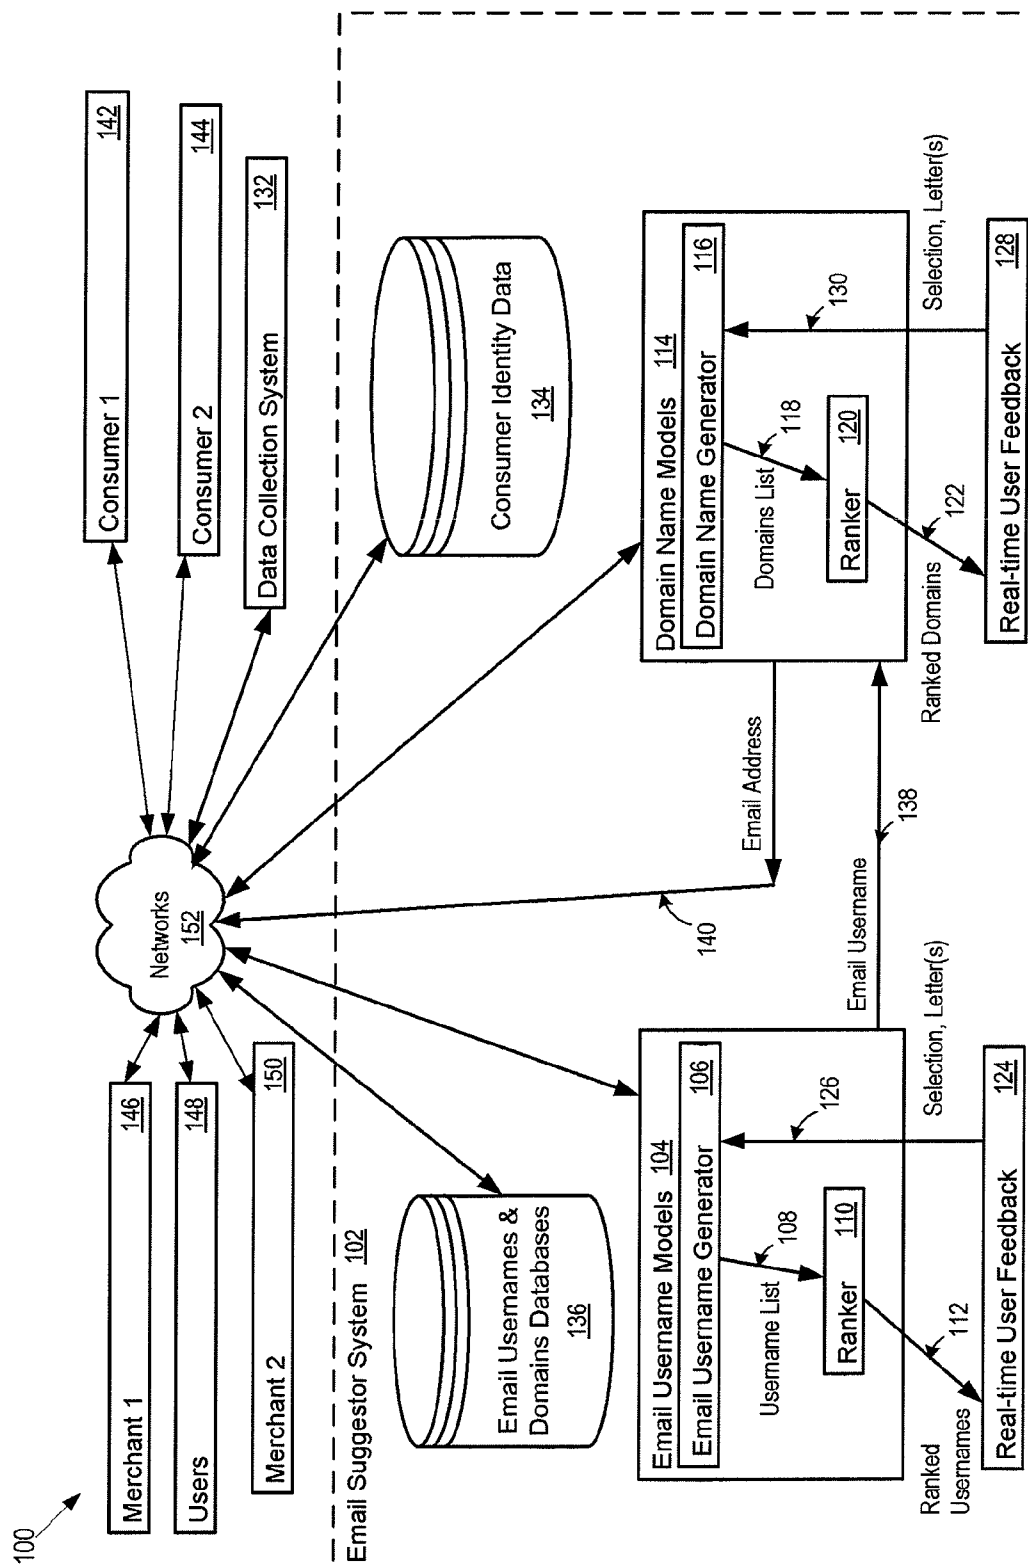 100
Merchant 1 146
Users 148
Merchant 2 150
Networks
152
Consumer 1 142
Consumer 2 144
Data Collection System 132
Email Suggestor System 102
Email Usernames &
Domains Databases
136
Consumer Identity Data
134
Email Username Models 104
Email Username Generator 106
Username List
108
Ranker 110
126
Ranked
Usernames
112
Selection, Letter(s)
Real-time User Feedback 124
Email Username
138
Email Address
140
Domain Name Models 114
Domain Name Generator 116
Domains List
118
Ranker 120
130
Ranked Domains
122
Selection, Letter(s)
Real-time User Feedback 128